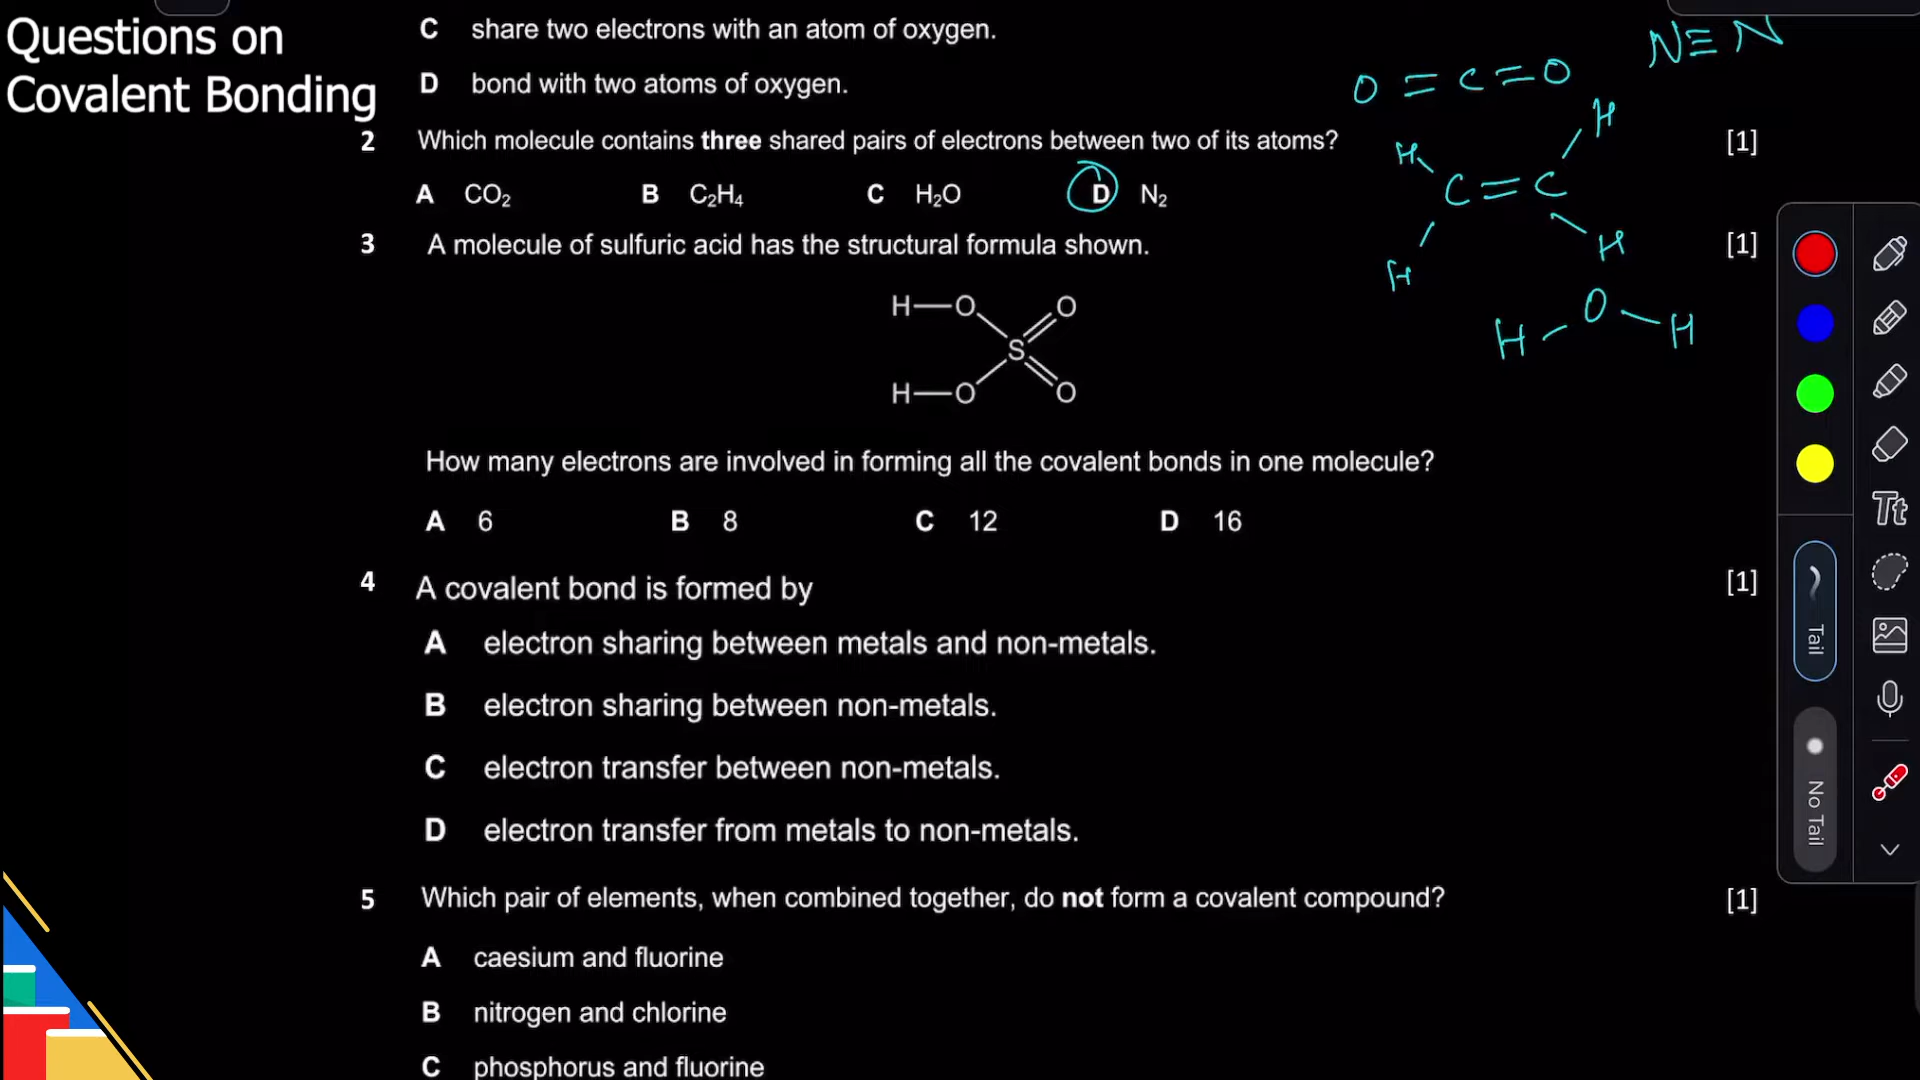 Questions on
Covalent Bonding
C share two electrons with an atom of oxygen.
D bond with two atoms of oxygen.
2 Which molecule contains three shared pairs of electrons between two of its atoms? [1]
A CO₂ B C₂H₄ C H₂O D N₂
3 A molecule of sulfuric acid has the structural formula shown. [1]
H—O O
S
H—O O
How many electrons are involved in forming all the covalent bonds in one molecule?
A 6 B 8 C 12 D 16
4 A covalent bond is formed by [1]
A electron sharing between metals and non-metals.
B electron sharing between non-metals.
C electron transfer between non-metals.
D electron transfer from metals to non-metals.
5 Which pair of elements, when combined together, do not form a covalent compound? [1]
A caesium and fluorine
B nitrogen and chlorine
C phosphorus and fluorine
N≡N
O=C=O
H H
C=C
H H
H-O-H
Tt
Tail
No Tail